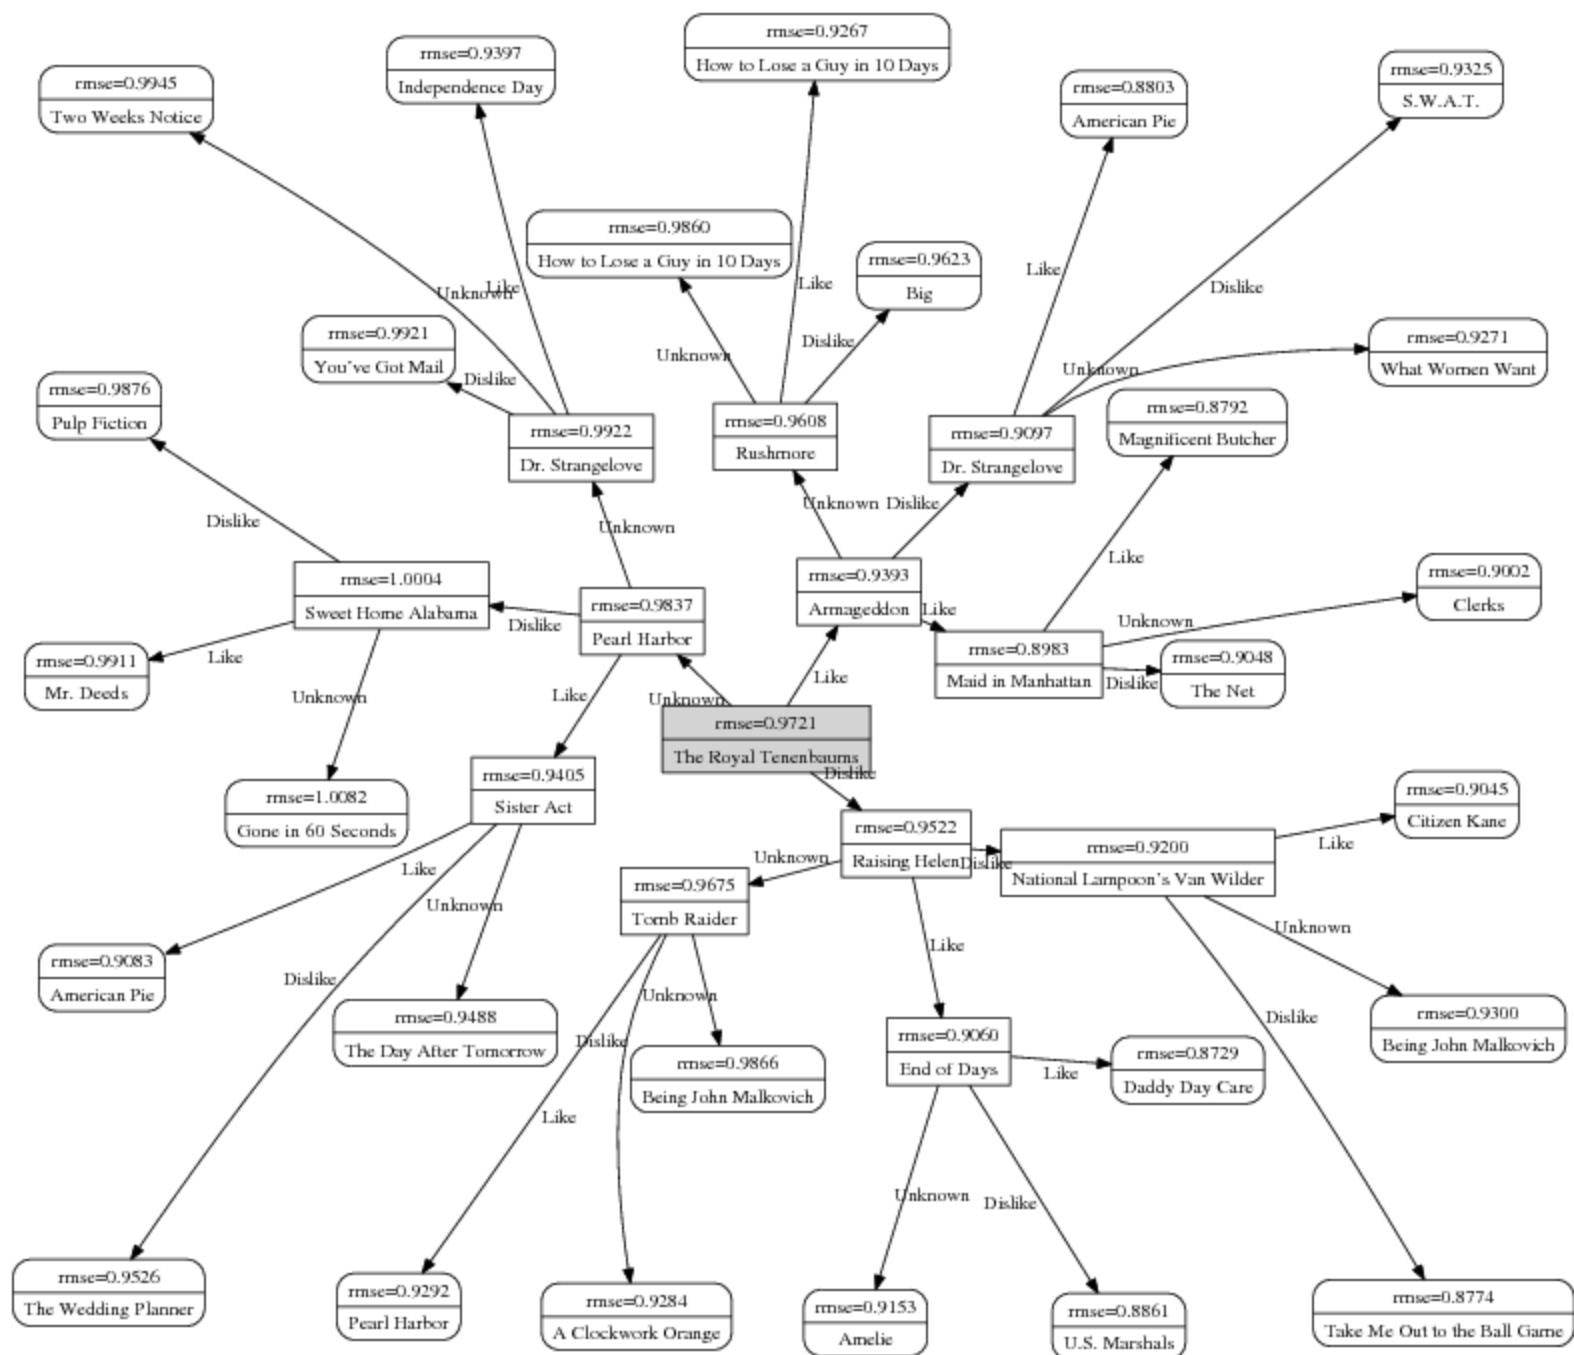 rmse=0.9267
How to Lose a Guy in 10 Days
rmse=0.9397
Independence Day
rmse=0.9945
Two Weeks Notice
rmse=0.8803
American Pie
rmse=0.9325
S.W.A.T.
rmse=0.9860
How to Lose a Guy in 10 Days
rmse=0.9623
Big
Like
Like
Dislike
Unknown
Like
rmse=0.9921
You've Got Mail
Unknown
Dislike
rmse=0.9271
What Women Want
Unknown
Dislike
rmse=0.9876
Pulp Fiction
rmse=0.8792
Magnificent Butcher
rmse=0.9922
Dr. Strangelove
rmse=0.9608
Rushmore
rmse=0.9097
Dr. Strangelove
Dislike
Unknown
Unknown
Dislike
Like
rmse=1.0004
Sweet Home Alabama
rmse=0.9837
Pearl Harbor
Dislike
rmse=0.9393
Armageddon
Like
rmse=0.9002
Clerks
Unknown
rmse=0.8983
Maid in Manhattan
Dislike
rmse=0.9048
The Net
rmse=0.9911
Mr. Deeds
Like
Unknown
Like
Unknown
Like
rmse=0.9721
The Royal Tenenbaums
Dislike
rmse=1.0082
Gone in 60 Seconds
rmse=0.9405
Sister Act
rmse=0.9522
Raising Helen
Unknown
Dislike
rmse=0.9200
National Lampoon's Van Wilder
Like
rmse=0.9045
Citizen Kane
Like
Unknown
Dislike
rmse=0.9675
Tomb Raider
Like
Unknown
Dislike
rmse=0.9083
American Pie
rmse=0.9488
The Day After Tomorrow
Unknown
Dislike
Like
rmse=0.9866
Being John Malkovich
rmse=0.9060
End of Days
Like
rmse=0.8729
Daddy Day Care
rmse=0.9300
Being John Malkovich
Unknown
Dislike
rmse=0.9526
The Wedding Planner
rmse=0.9292
Pearl Harbor
rmse=0.9284
A Clockwork Orange
rmse=0.9153
Amelie
rmse=0.8861
U.S. Marshals
rmse=0.8774
Take Me Out to the Ball Game